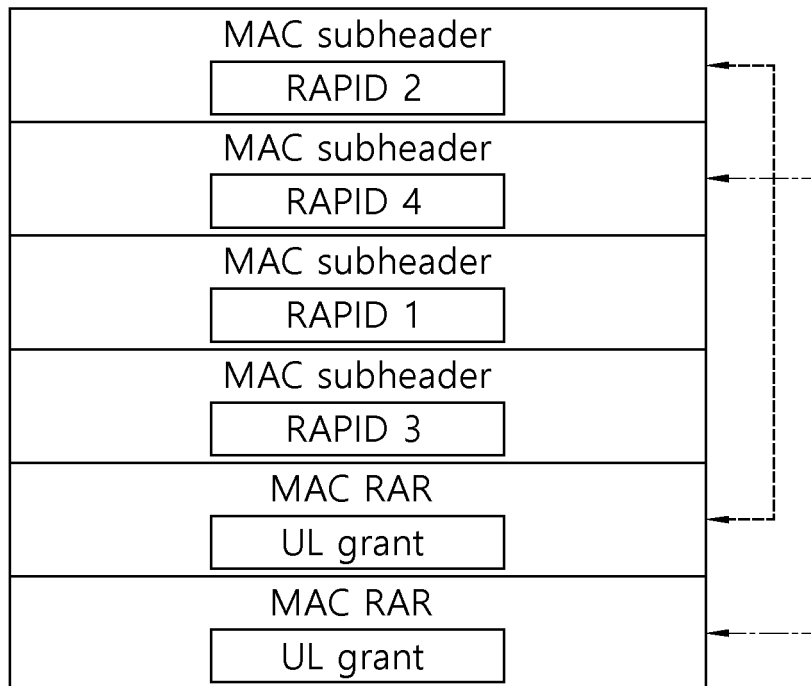 MAC subheader
RAPID 2
MAC subheader
RAPID 4
MAC subheader
RAPID 1
MAC subheader
RAPID 3
MAC RAR
UL grant
MAC RAR
UL grant